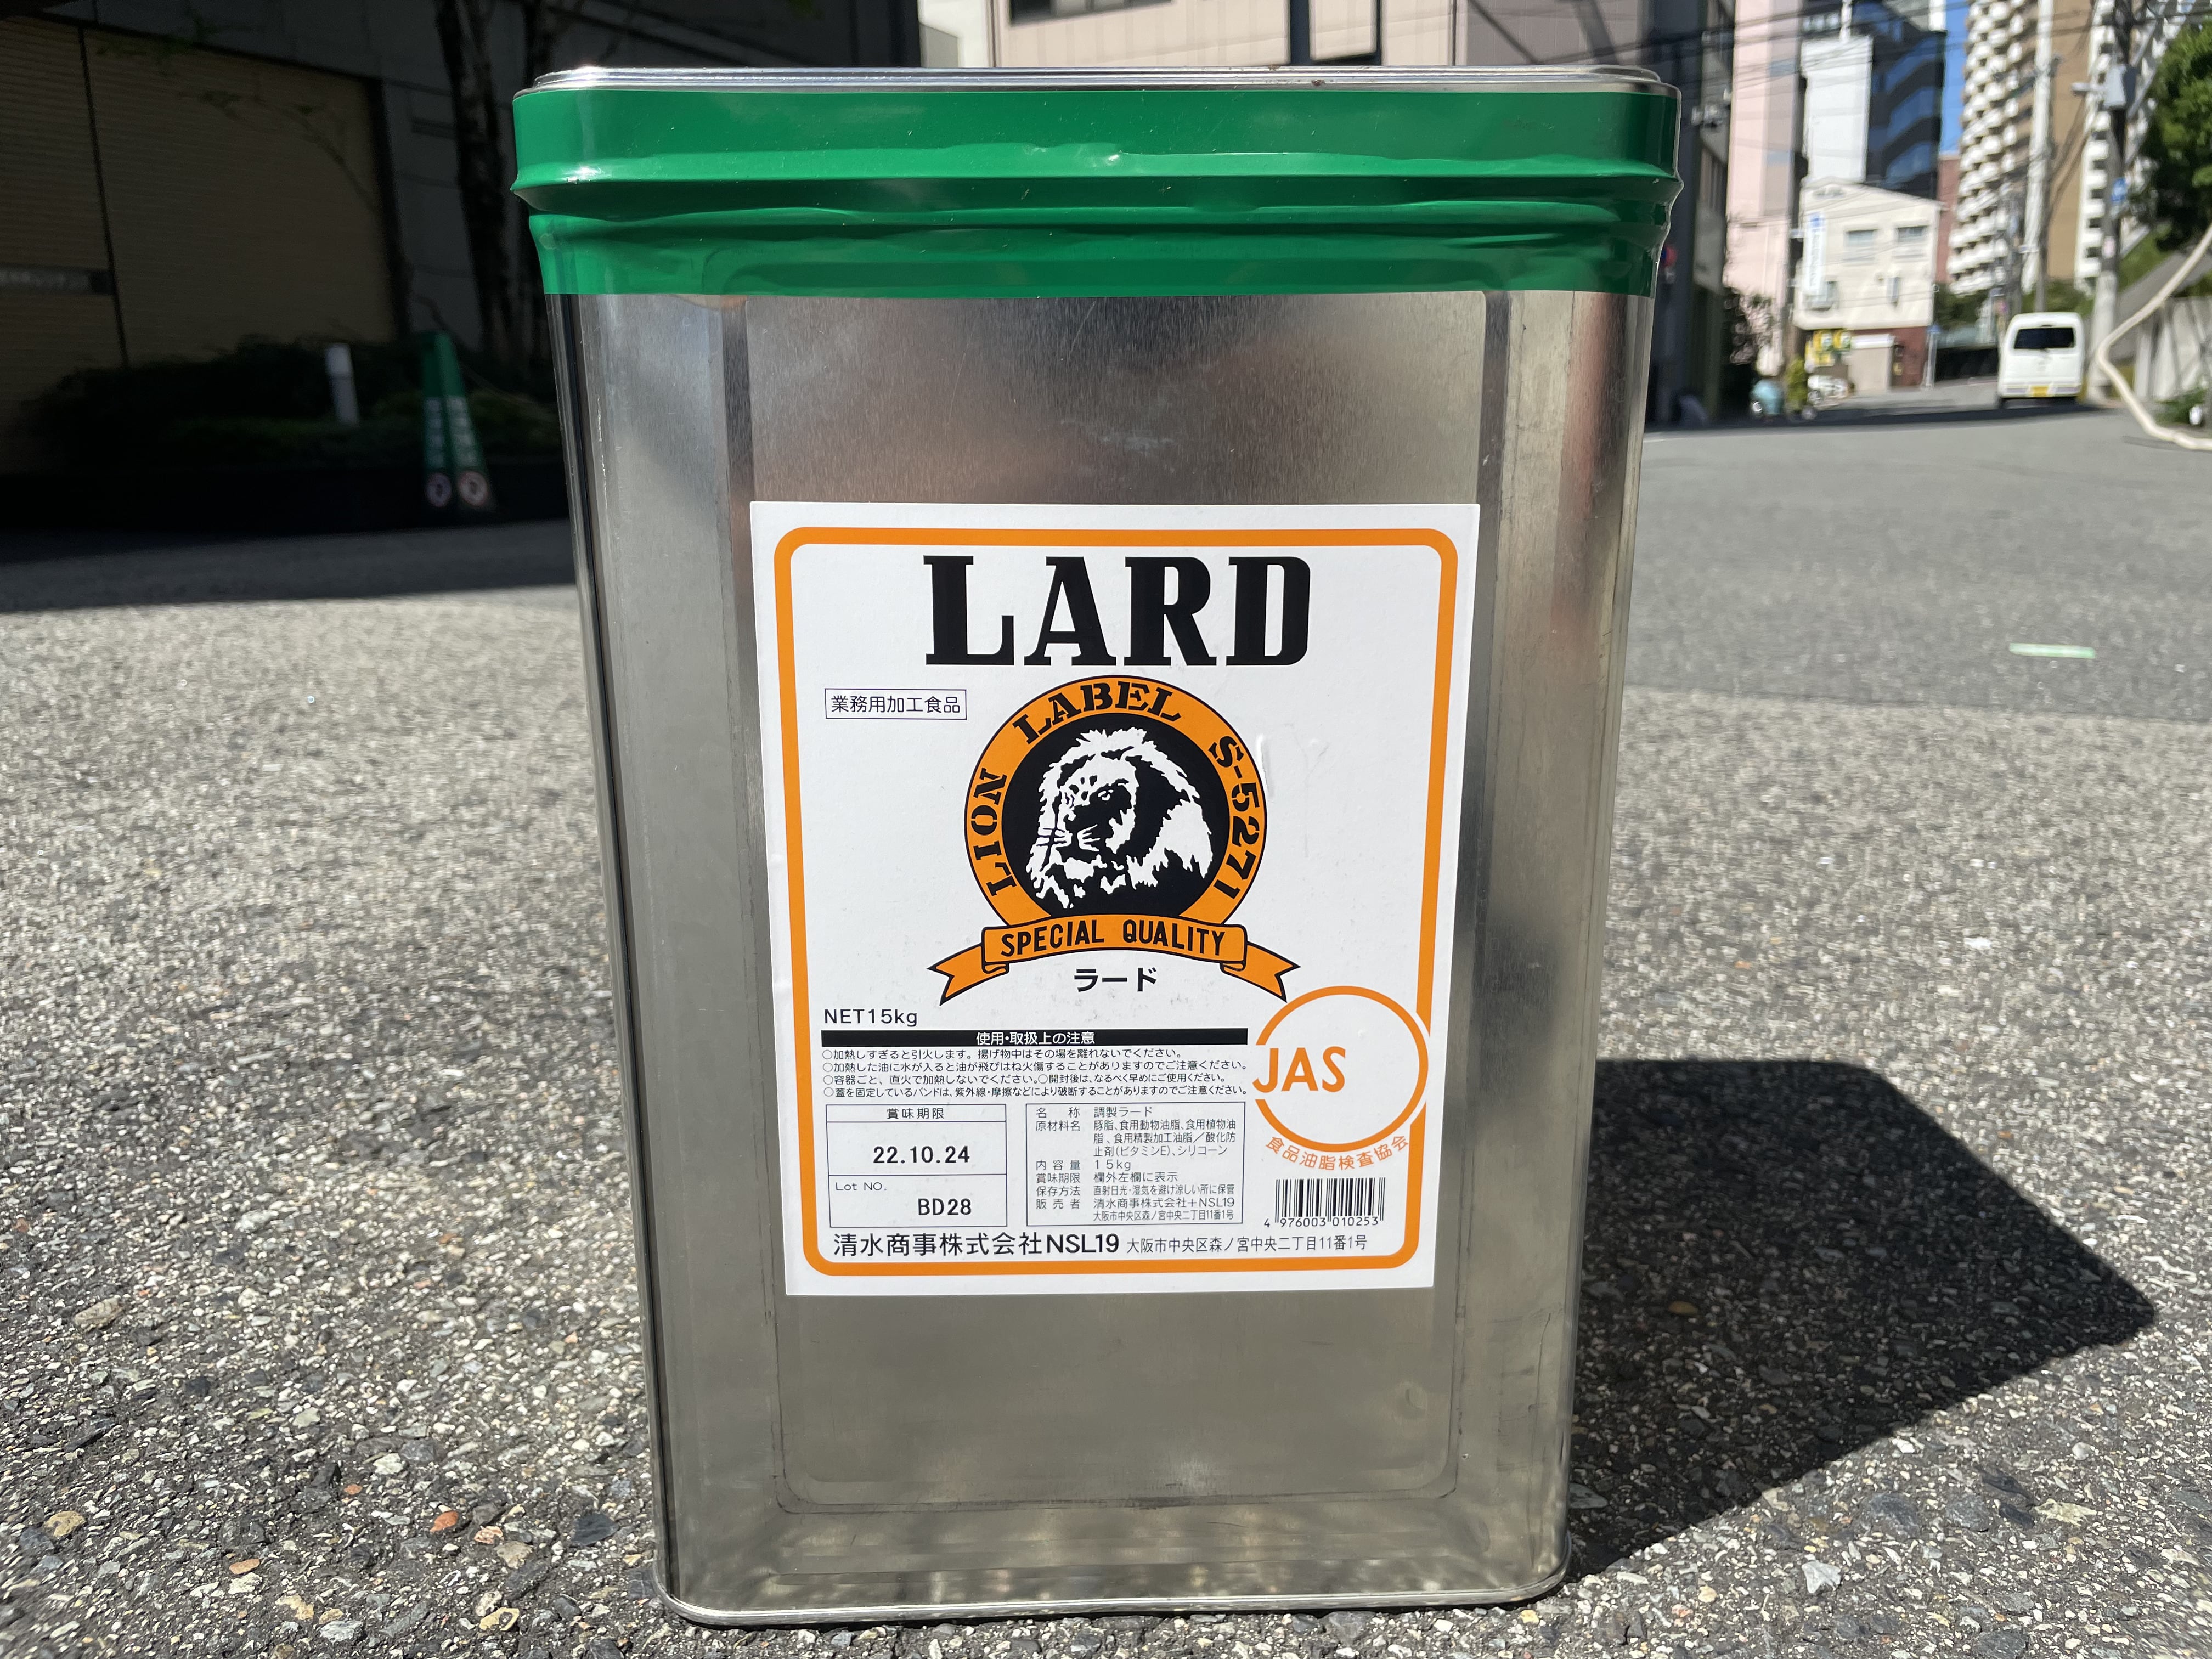 LARD
業務用加工食品
LION LABEL S-5271
SPECIAL QUALITY
ラード
NET15kg
使用・取扱上の注意
○加熱しすぎると引火します。揚げ物中はその場を離れないでください。
○加熱した油に水が入ると油が飛びはね火傷することがありますのでご注意ください。
○容器ごと、直火で加熱しないでください。○開封後は、なるべく早めにご使用ください。
○蓋を固定しているバンドは、紫外線・摩擦などにより破断することがありますのでご注意ください。
JAS
食品油脂検査協会
賞味期限
22.10.24
Lot NO.
BD28
名称 調製ラード
原材料名 豚脂、食用動物油脂、食用植物油
脂、食用精製加工油脂／酸化防
止剤(ビタミンE)、シリコーン
内容量 15kg
賞味期限 欄外左欄に表示
保存方法 直射日光・湿気を避け涼しい所に保管
販売者 清水商事株式会社+NSL19
大阪市中央区森ノ宮中央二丁目11番1号
4 976003 010253
清水商事株式会社NSL19 大阪市中央区森ノ宮中央二丁目11番1号